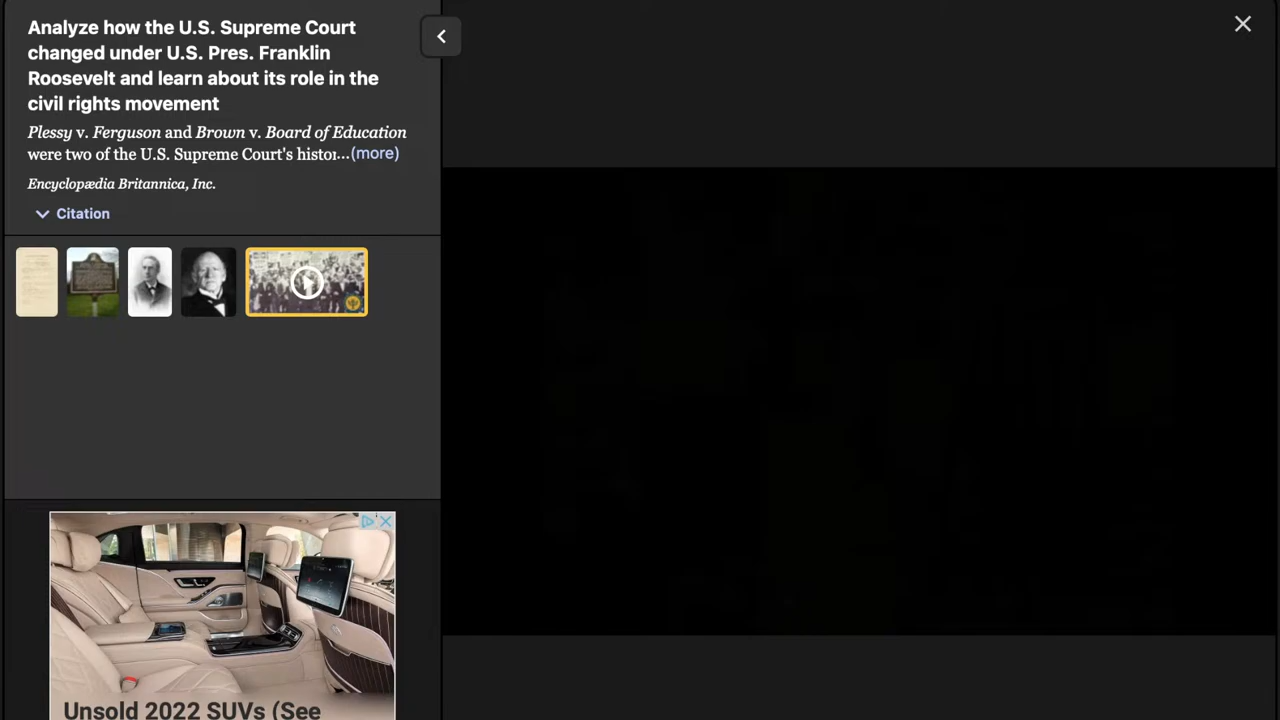 Analyze how the U.S. Supreme Court
changed under U.S. Pres. Franklin
Roosevelt and learn about its role in the
civil rights movement
Plessy v. Ferguson and Brown v. Board of Education
were two of the U.S. Supreme Court's histor...(more)
Encyclopædia Britannica, Inc.
Citation
Unsold 2022 SUVs (See